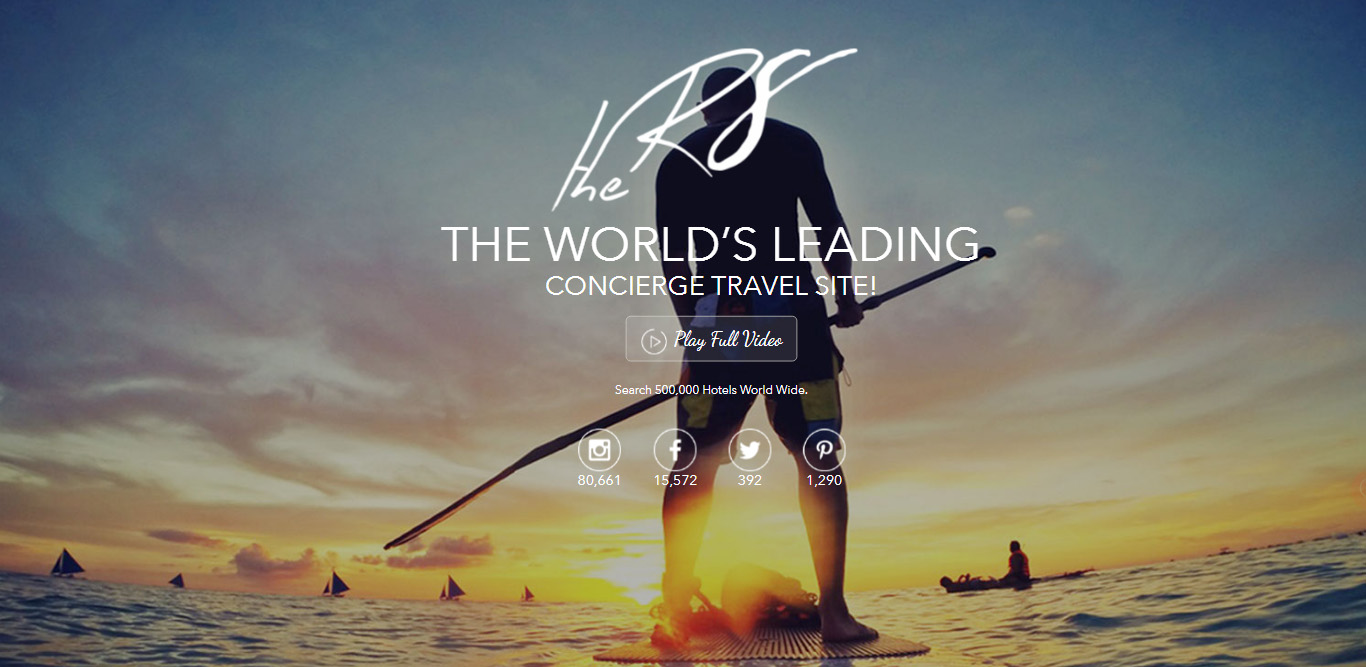 the RS
THE WORLD'S LEADING
CONCIERGE TRAVEL SITE!
Play Full Video
Search 500,000 Hotels World Wide.
80,661 15,572 392 1,290